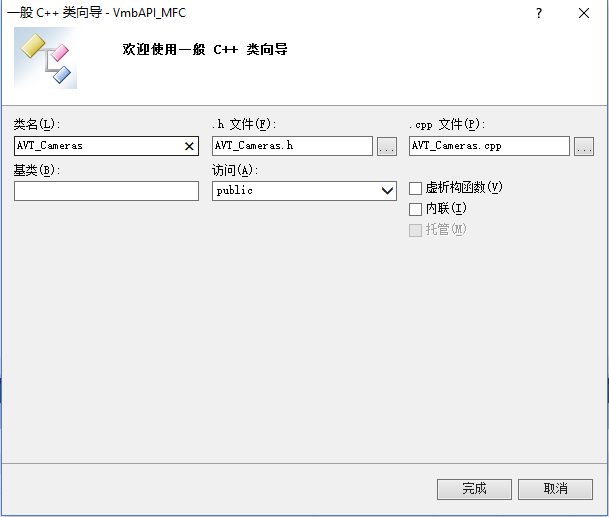 一般 C++ 类向导 - VmbAPI_MFC
?
欢迎使用一般 C++ 类向导
类名(L): .h 文件(F): .cpp 文件(P):
AVT_Cameras AVT_Cameras.h ... AVT_Cameras.cpp ...
基类(B): 访问(A):
public 虚析构函数(V)
内联(I)
托管(M)
完成 取消